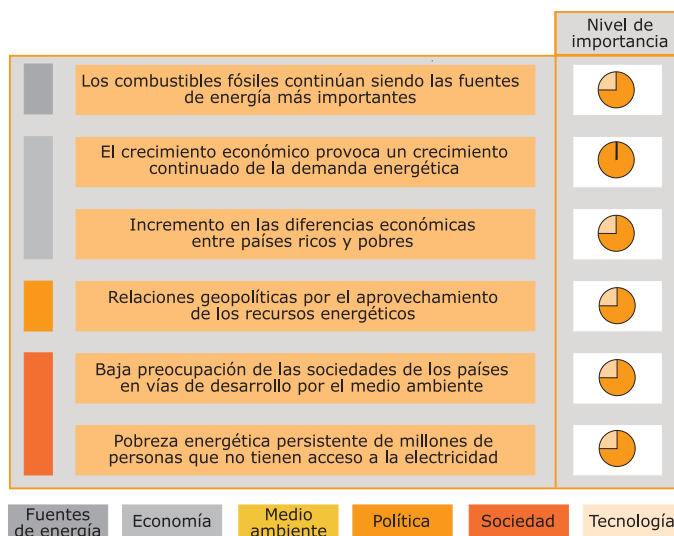 Nivel de
importancia
Los combustibles fósiles continúan siendo las fuentes
de energía más importantes
El crecimiento económico provoca un crecimiento
continuado de la demanda energética
Incremento en las diferencias económicas
entre países ricos y pobres
Relaciones geopolíticas por el aprovechamiento
de los recursos energéticos
Baja preocupación de las sociedades de los países
en vías de desarrollo por el medio ambiente
Pobreza energética persistente de millones de
personas que no tienen acceso a la electricidad
Fuentes
de energía
Economía
Medio
ambiente
Política
Sociedad
Tecnología